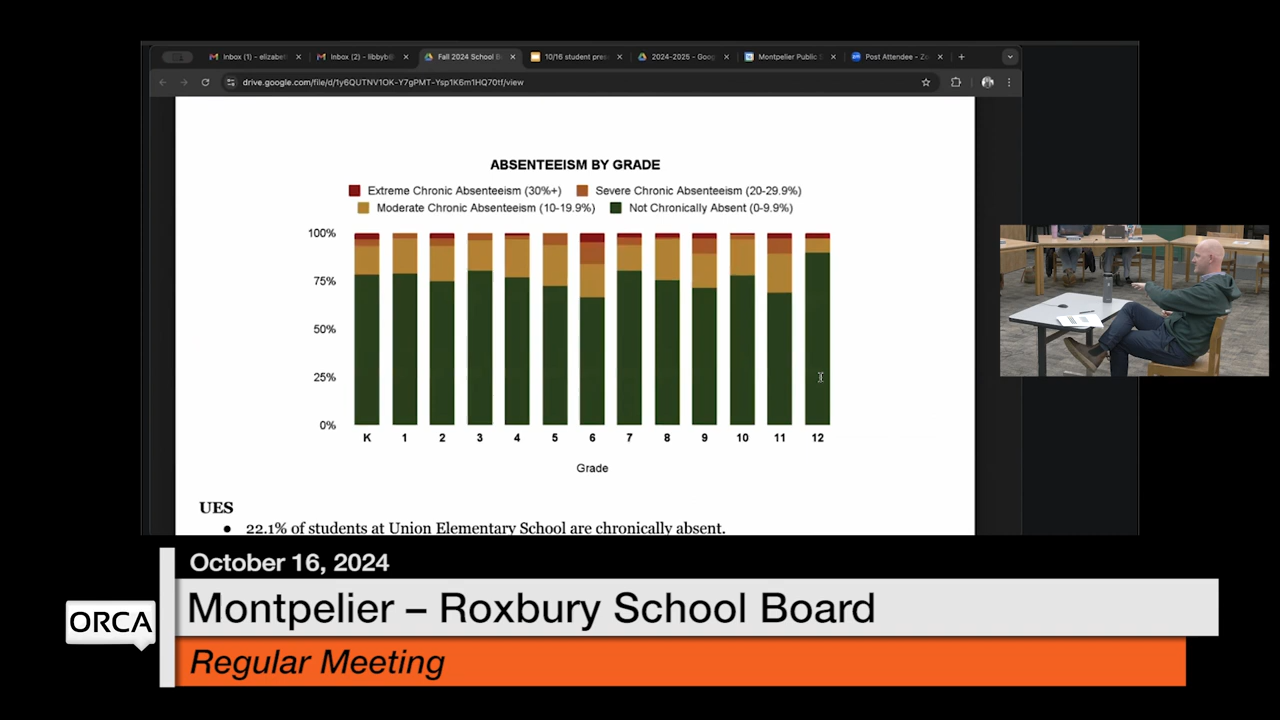 Inbox (1) - elizabet
Inbox (2) - libbyb@
Fall 2024 School B
10/16 student pre
2024-2025 - Goog
Montpelier Public S
Post Attendee - Z
drive.google.com/file/d/1y6QUTNV1OK-Y7gPMT-Ysp1K6m1HQ70tf/view
ABSENTEEISM BY GRADE
Extreme Chronic Absenteeism (30%+) Severe Chronic Absenteeism (20-29.9%)
Moderate Chronic Absenteeism (10-19.9%) Not Chronically Absent (0-9.9%)
100%
75%
50%
25%
0%
K 1 2 3 4 5 6 7 8 9 10 11 12
Grade
UES
• 22.1% of students at Union Elementary School are chronically absent.
October 16, 2024
ORCA
Montpelier – Roxbury School Board
Regular Meeting